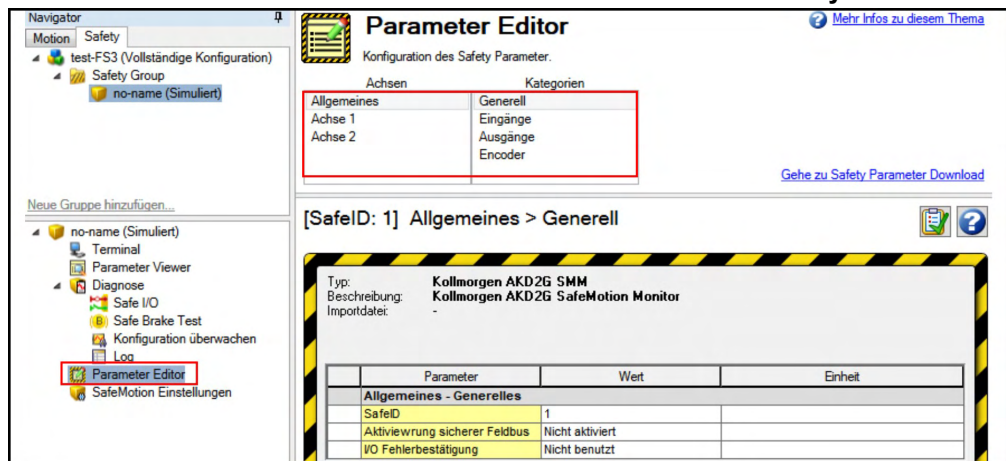 Navigator
Motion Safety
test-FS3 (Vollständige Konfiguration)
Safety Group
no-name (Simuliert)
Neue Gruppe hinzufügen...
no-name (Simuliert)
Terminal
Parameter Viewer
Diagnose
Safe I/O
Safe Brake Test
Konfiguration überwachen
Log
Parameter Editor
SafeMotion Einstellungen
Parameter Editor
Mehr Infos zu diesem Thema
Konfiguration des Safety Parameter.
Achsen Kategorien
Allgemeines Generell
Achse 1 Eingänge
Achse 2 Ausgänge
Encoder
Gehe zu Safety Parameter Download
[SafeID: 1] Allgemeines > Generell
Typ: Kollmorgen AKD2G SMM
Beschreibung: Kollmorgen AKD2G SafeMotion Monitor
Importdatei: -
Parameter Wert Einheit
Allgemeines - Generelles
SafeID 1
Aktiviewrung sicherer Feldbus Nicht aktiviert
I/O Fehlerbestätigung Nicht benutzt